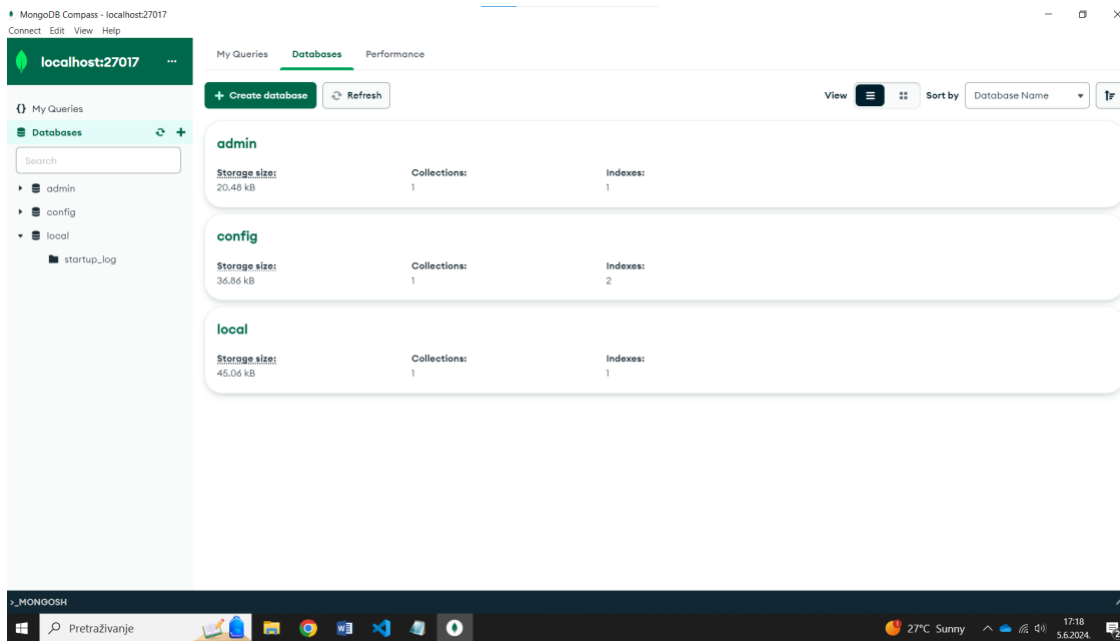 MongoDB Compass - localhost:27017
Connect Edit View Help
localhost:27017 ...
My Queries Databases Performance
{} My Queries
Databases
Search
admin
config
local
startup_log
+ Create database Refresh
View Sort by Database Name
admin
Storage size: Collections: Indexes:
20.48 kB 1 1
config
Storage size: Collections: Indexes:
36.86 kB 1 2
local
Storage size: Collections: Indexes:
45.06 kB 1 1
>_MONGOSH
Pretraživanje
27°C Sunny
17:18
5.6.2024.